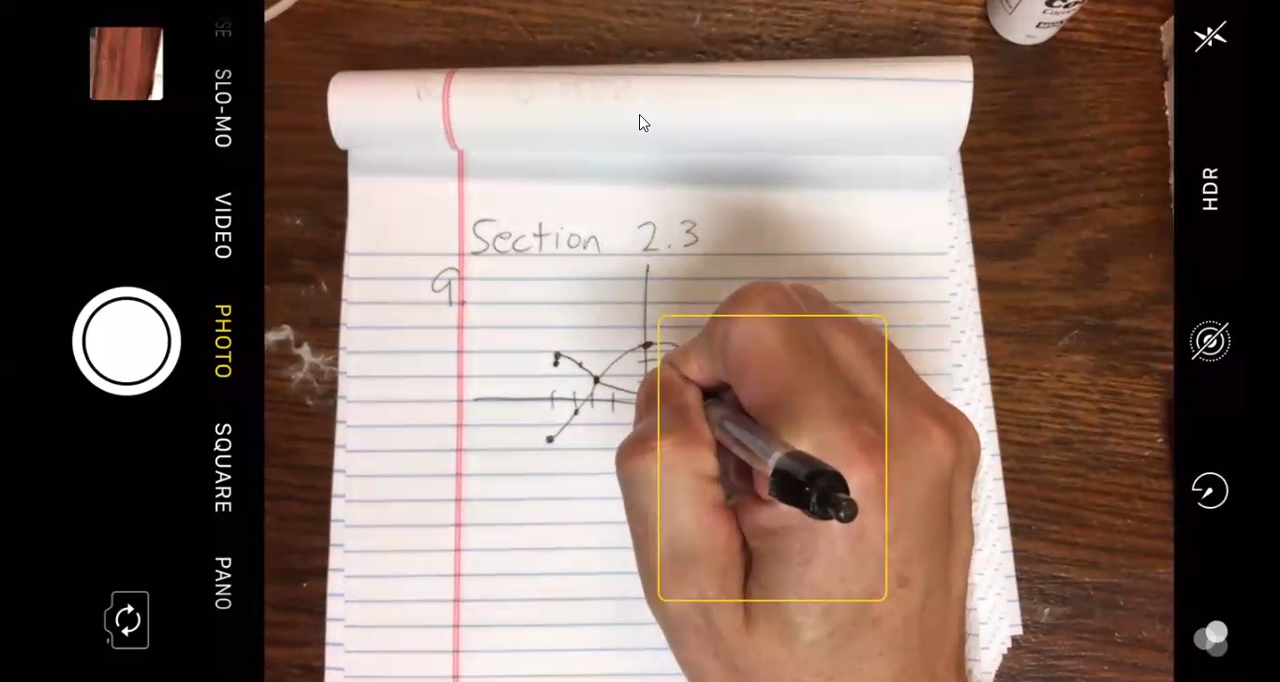 SLO-MO
VIDEO
PHOTO
SQUARE
PANO
HDR
Section 2.3
9.